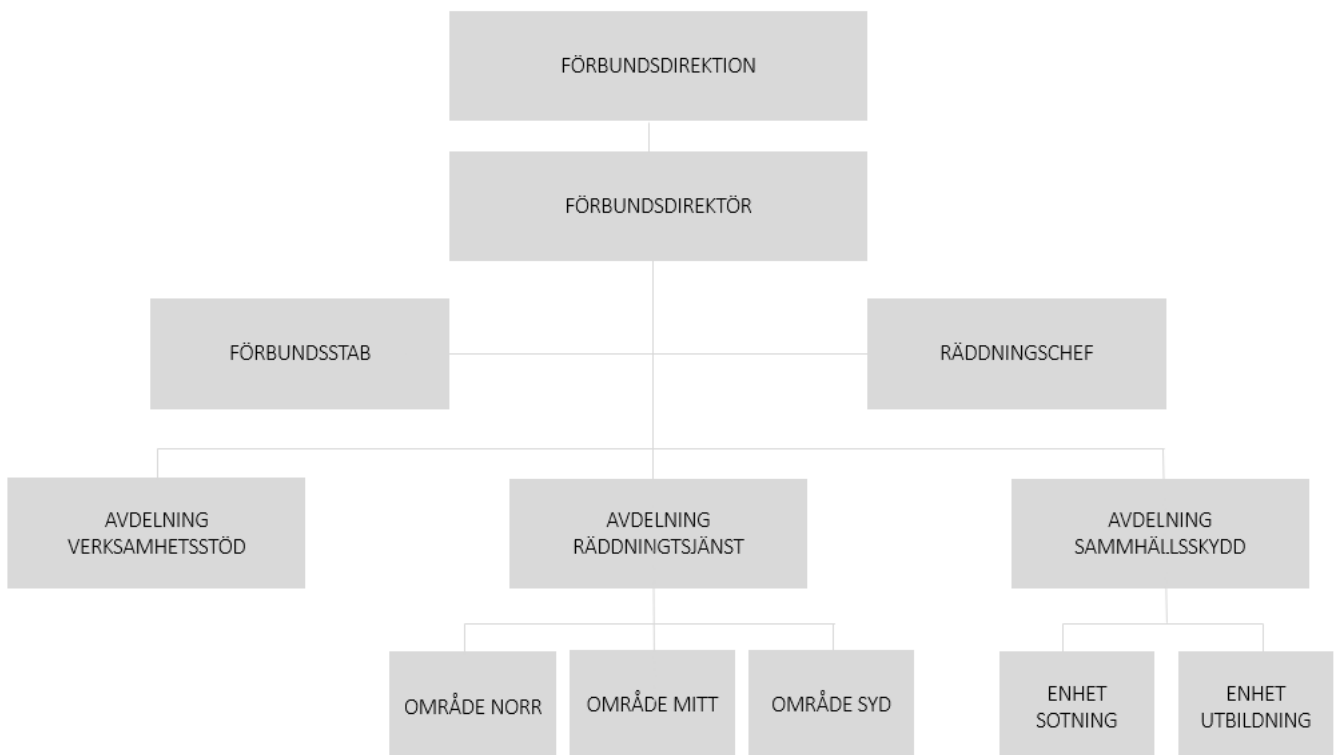 FÖRBUNDSDIREKTION
FÖRBUNDSDIREKTÖR
FÖRBUNDSSTAB
RÄDDNINGSCHEF
AVDELNING
VERKSAMHETSSTÖD
AVDELNING
RÄDDNINGTSJÄNST
AVDELNING
SAMMHÄLLSSKYDD
OMRÅDE NORR
OMRÅDE MITT
OMRÅDE SYD
ENHET
SOTNING
ENHET
UTBILDNING